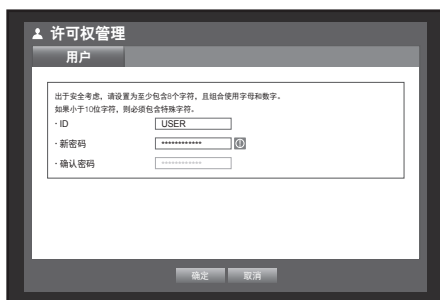 许可权管理
用户
出于安全考虑，请设置为至少包含8个字符，且组合使用字母和数字。
如果小于10位字符，则必须包含特殊字符。
· ID USER
· 新密码 ************
· 确认密码 ************
确定 取消